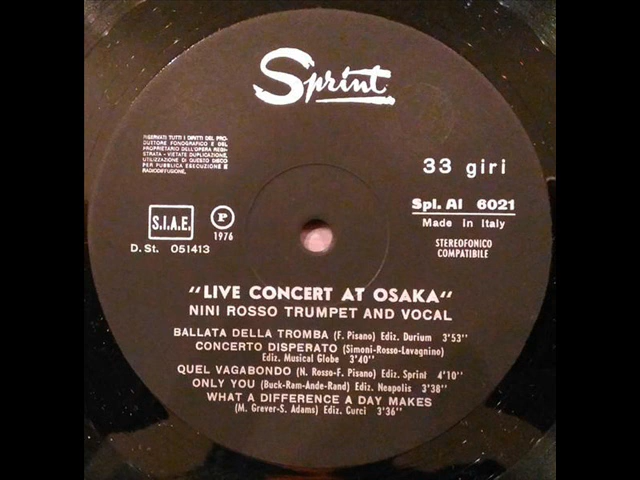 Sprint
RISERVATI TUTTI I DIRITTI DEL PRO-
DUTTORE FONOGRAFICO E DEL
PROPRIETARIO DELL'OPERA REGI-
STRATA - VIETATE DUPLICAZIONE,
UTILIZZAZIONE DI QUESTO DISCO
PER PUBBLICA ESECUZIONE E
RADIODIFFUSIONE.
33 giri
Spl. Al 6021
Made in Italy
STEREOFONICO
COMPATIBILE
S.I.A.E.
P
1976
D. St. 051413
"LIVE CONCERT AT OSAKA"
NINI ROSSO TRUMPET AND VOCAL
BALLATA DELLA TROMBA (F. Pisano) Ediz. Durium 3'53''
CONCERTO DISPERATO (Simoni-Rosso-Lavagnino)
Ediz. Musical Globe 3'40''
QUEL VAGABONDO (N. Rosso-F. Pisano) Ediz. Sprint 4'10''
ONLY YOU (Buck-Ram-Ande-Rand) Ediz. Neapolis 3'38''
WHAT A DIFFERENCE A DAY MAKES
(M. Grever-S. Adams) Ediz. Curci 3'36''